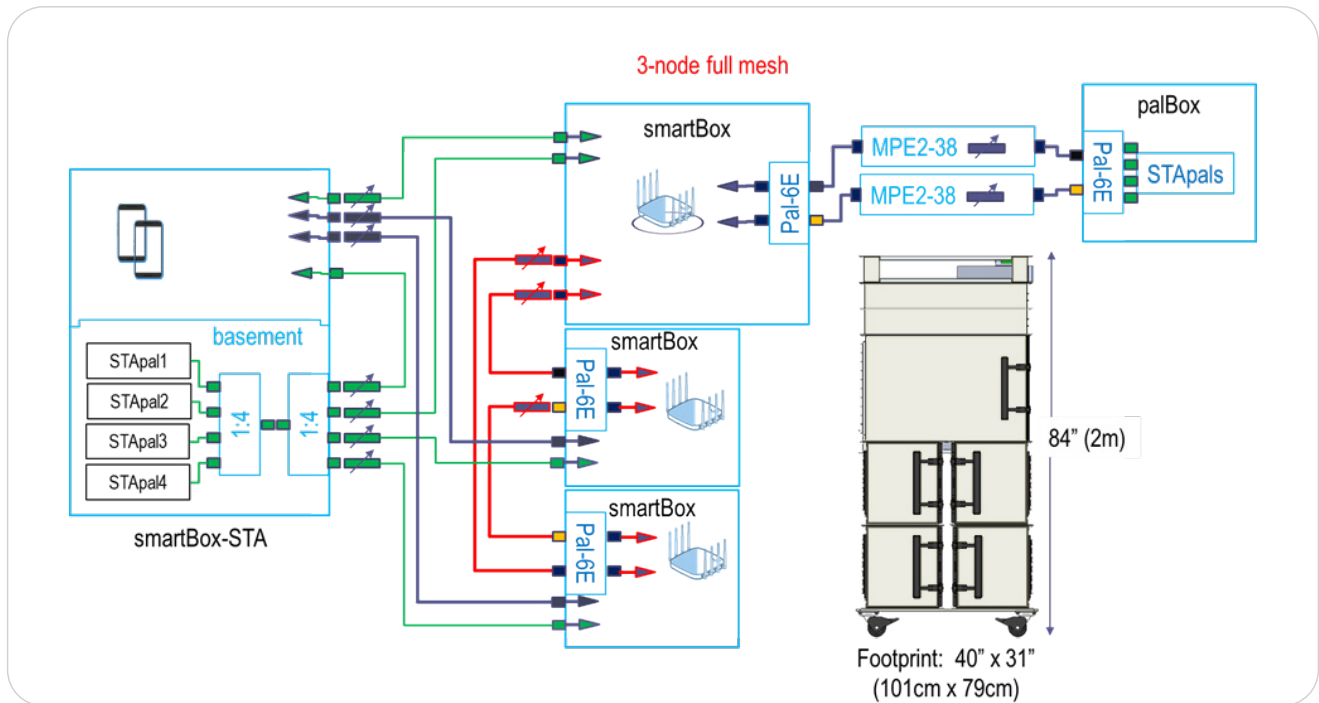 3-node full mesh
smartBox
Pal-6E
MPE2-38
MPE2-38
palBox
Pal-6E
STApals
basement
STApal1
STApal2
STApal3
STApal4
1:4
1:4
smartBox-STA
smartBox
Pal-6E
smartBox
Pal-6E
84” (2m)
Footprint: 40” x 31”
(101cm x 79cm)